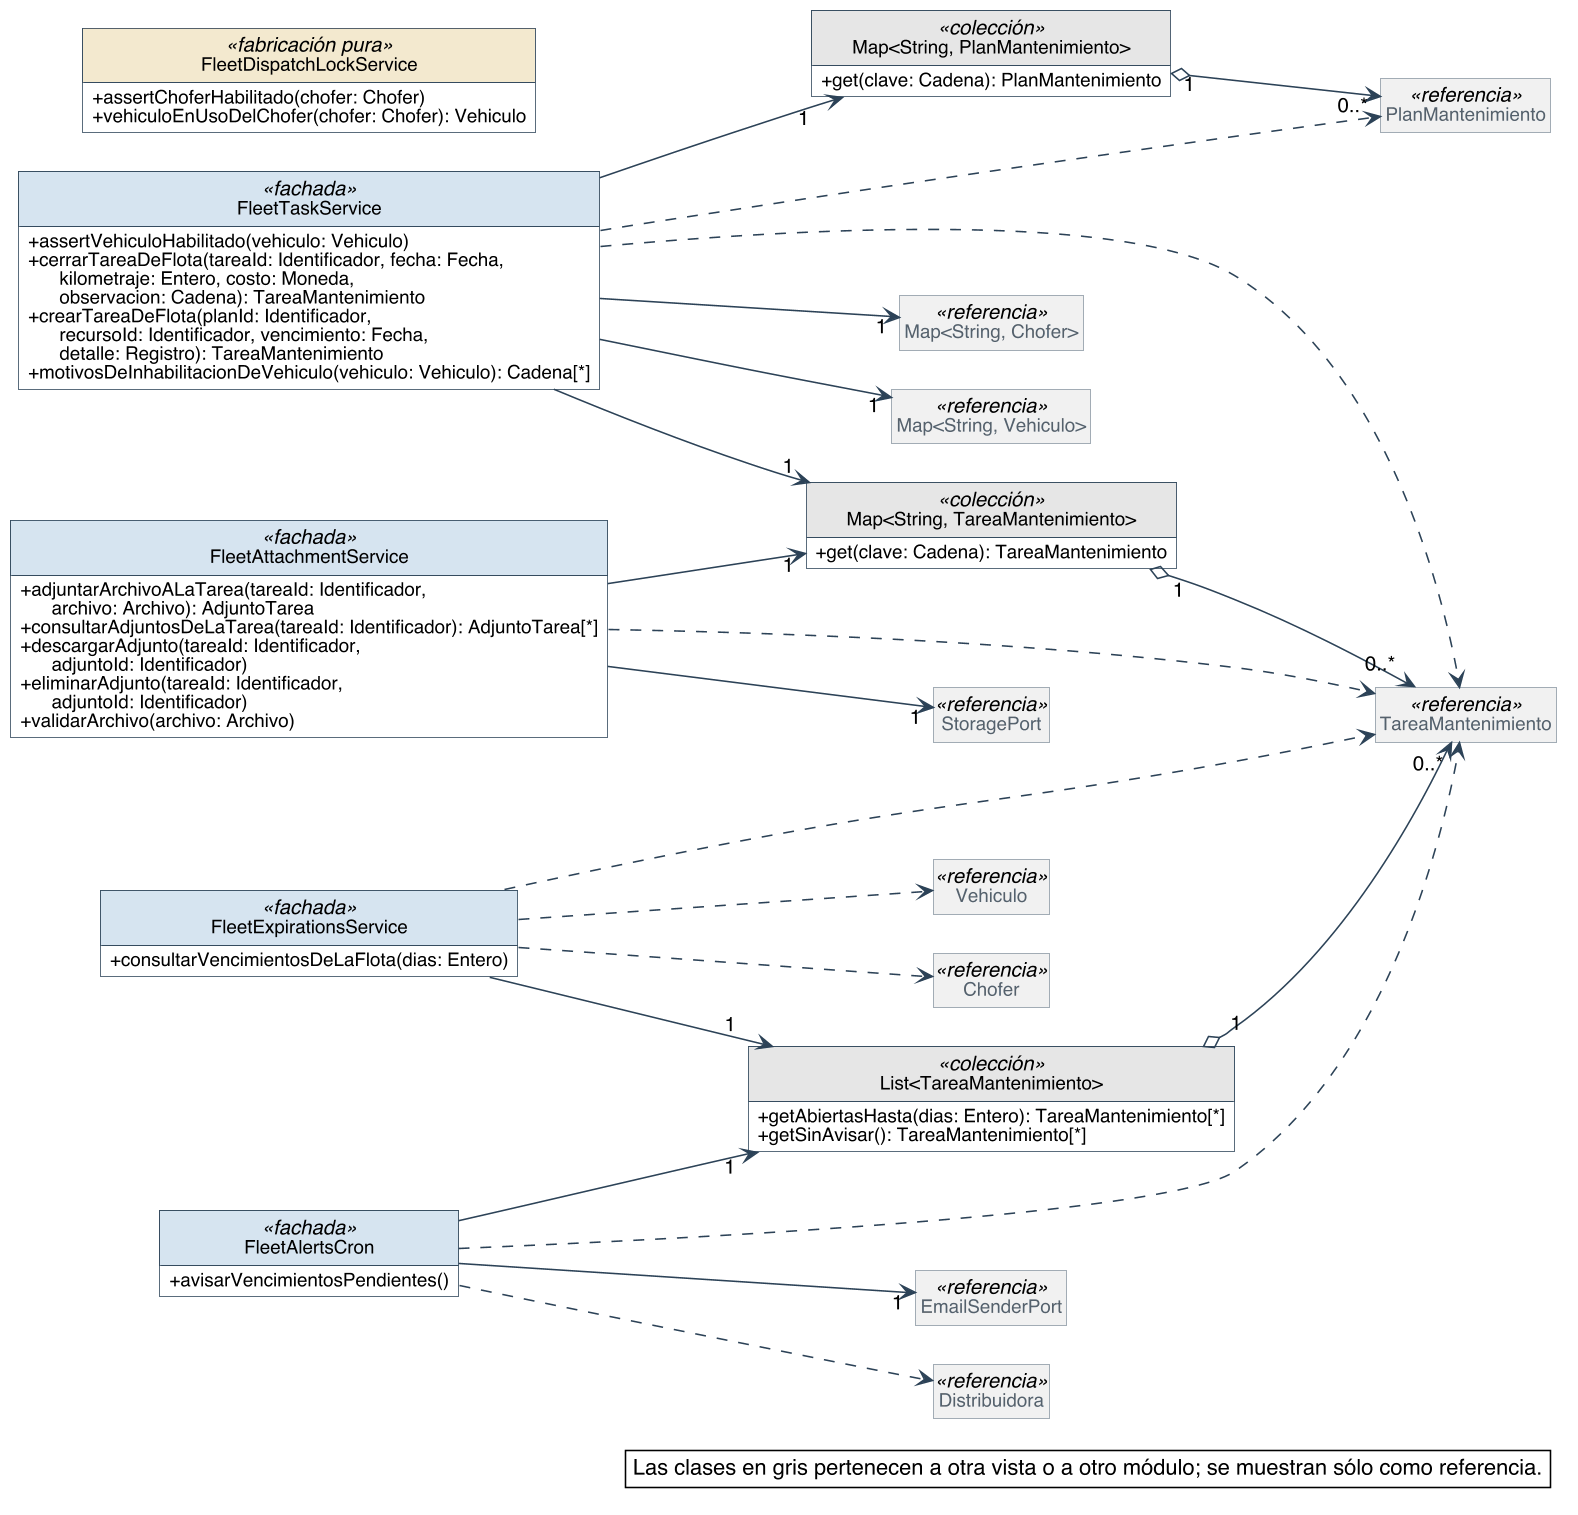 «fabricación pura»
FleetDispatchLockService
+assertChoferHabilitado(chofer: Chofer)
+vehiculoEnUsoDelChofer(chofer: Chofer): Vehiculo
«colección»
Map<String, PlanMantenimiento>
+get(clave: Cadena): PlanMantenimiento
1
0..*
1
«referencia»
PlanMantenimiento
«fachada»
FleetTaskService
+assertVehiculoHabilitado(vehiculo: Vehiculo)
+cerrarTareaDeFlota(tareaId: Identificador, fecha: Fecha,
kilometraje: Entero, costo: Moneda,
observacion: Cadena): TareaMantenimiento
+crearTareaDeFlota(planId: Identificador,
recursoId: Identificador, vencimiento: Fecha,
detalle: Registro): TareaMantenimiento
+motivosDeInhabilitacionDeVehiculo(vehiculo: Vehiculo): Cadena[*]
«referencia»
Map<String, Chofer>
1
«referencia»
Map<String, Vehiculo>
1
1
«colección»
Map<String, TareaMantenimiento>
+get(clave: Cadena): TareaMantenimiento
1
1
0..*
«fachada»
FleetAttachmentService
+adjuntarArchivoALaTarea(tareaId: Identificador,
archivo: Archivo): AdjuntoTarea
+consultarAdjuntosDeLaTarea(tareaId: Identificador): AdjuntoTarea[*]
+descargarAdjunto(tareaId: Identificador,
adjuntoId: Identificador)
+eliminarAdjunto(tareaId: Identificador,
adjuntoId: Identificador)
+validarArchivo(archivo: Archivo)
«referencia»
StoragePort
1
«referencia»
TareaMantenimiento
0..*
«referencia»
Vehiculo
«fachada»
FleetExpirationsService
+consultarVencimientosDeLaFlota(dias: Entero)
«referencia»
Chofer
1
1
«colección»
List<TareaMantenimiento>
+getAbiertasHasta(dias: Entero): TareaMantenimiento[*]
+getSinAvisar(): TareaMantenimiento[*]
1
«fachada»
FleetAlertsCron
+avisarVencimientosPendientes()
«referencia»
EmailSenderPort
1
«referencia»
Distribuidora
Las clases en gris pertenecen a otra vista o a otro módulo; se muestran sólo como referencia.